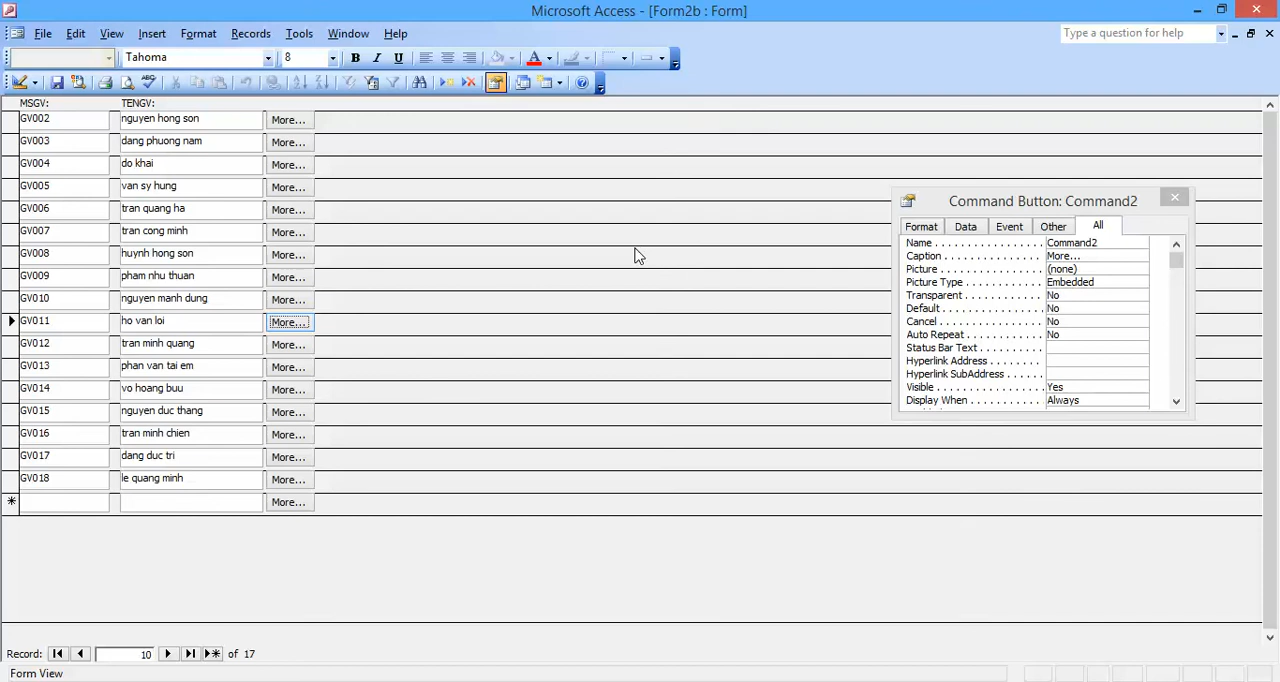 Microsoft Access - [Form2b : Form]
File Edit View Insert Format Records Tools Window Help
Type a question for help
Tahoma 8 B I U A
MSGV: TENGV:
GV002 nguyen hong son More...
GV003 dang phuong nam More...
GV004 do khai More...
GV005 van sy hung More...
GV006 tran quang ha More...
GV007 tran cong minh More...
GV008 huynh hong son More...
GV009 pham nhu thuan More...
GV010 nguyen manh dung More...
GV011 ho van loi More...
GV012 tran minh quang More...
GV013 phan van tai em More...
GV014 vo hoang buu More...
GV015 nguyen duc thang More...
GV016 tran minh chien More...
GV017 dang duc tri More...
GV018 le quang minh More...
More...
Command Button: Command2
Format Data Event Other All
Name . . . . . . . . . . . . . . . . . Command2
Caption . . . . . . . . . . . . . . . . More...
Picture . . . . . . . . . . . . . . . . (none)
Picture Type . . . . . . . . . . . . Embedded
Transparent . . . . . . . . . . . . No
Default . . . . . . . . . . . . . . . . No
Cancel . . . . . . . . . . . . . . . . No
Auto Repeat . . . . . . . . . . . . No
Status Bar Text . . . . . . . . . .
Hyperlink Address . . . . . . . .
Hyperlink SubAddress . . . . . .
Visible . . . . . . . . . . . . . . . . Yes
Display When . . . . . . . . . . . Always
Record: 10 of 17
Form View